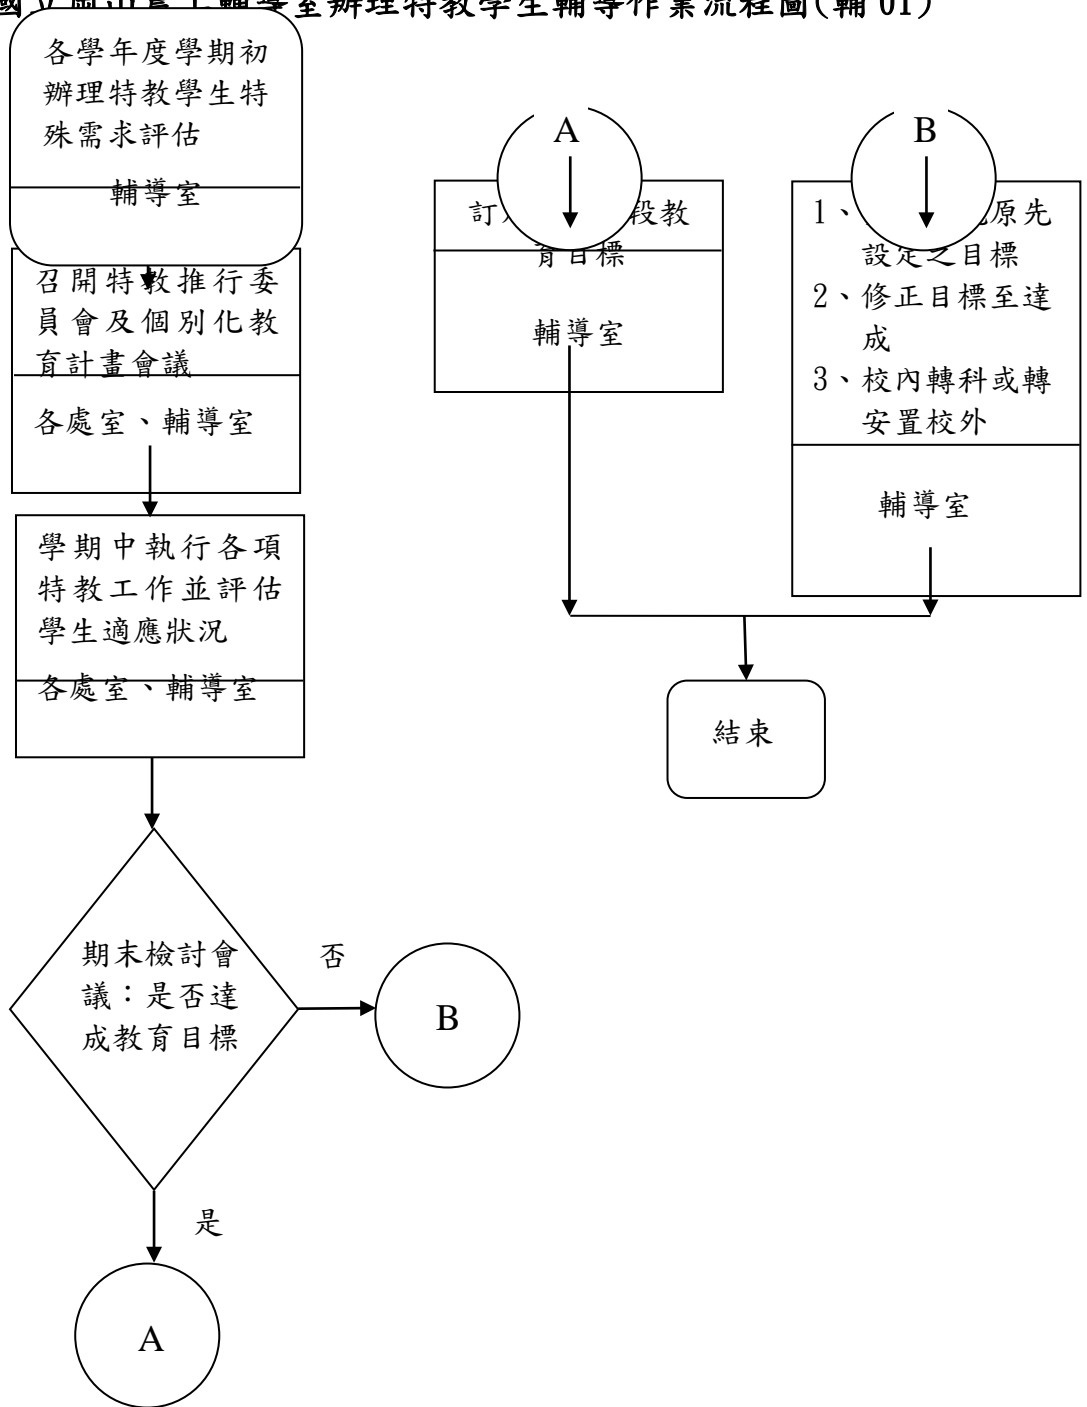 國立岡山農工輔導室辦理特教學生輔導作業流程圖(輔 01)
各學年度學期初
辦理特教學生特
殊需求評估
輔導室
召開特教推行委
員會及個別化教
育計畫會議
各處室、輔導室
學期中執行各項
特教工作並評估
學生適應狀況
各處室、輔導室
期末檢討會
議：是否達
成教育目標
否
B
是
A
A
訂 段教
育目標
輔導室
B
1、 原先
設定之目標
2、修正目標至達
成
3、校內轉科或轉
安置校外
輔導室
結束